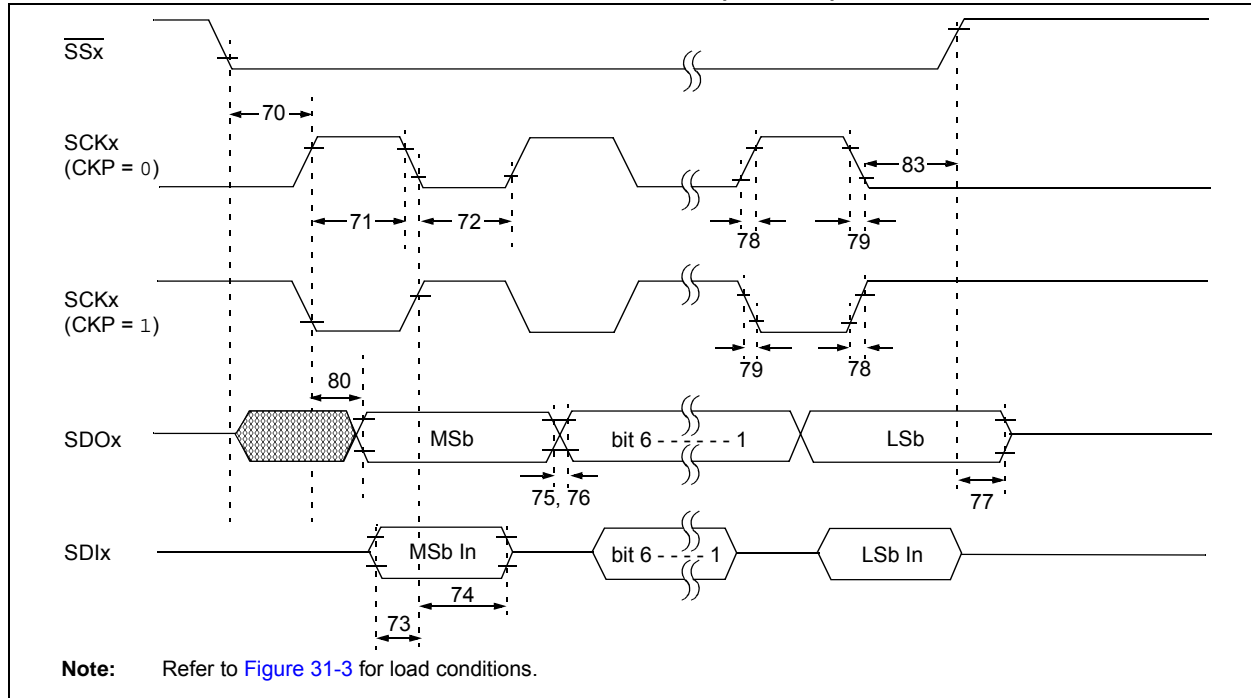 SSx
70
SCKx
(CKP = 0)
83
71
72
78
79
SCKx
(CKP = 1)
79
78
80
SDOx
MSb
bit 6 - - - - - - 1
LSb
75, 76
77
SDIx
MSb In
bit 6 - - - - 1
LSb In
74
73
Note: Refer to Figure 31-3 for load conditions.